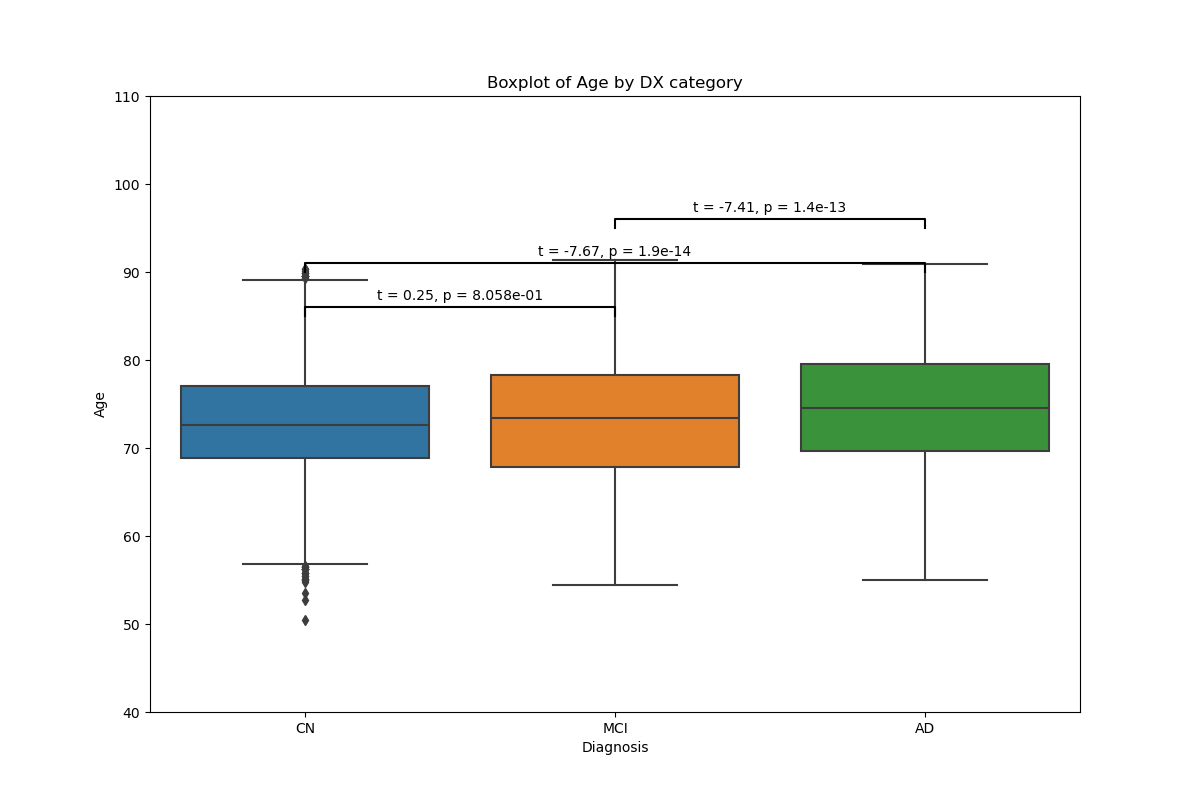 Boxplot of Age by DX category
110
100
90
80
70
60
50
40
Age
t = -7.41, p = 1.4e-13
t = -7.67, p = 1.9e-14
t = 0.25, p = 8.058e-01
CN
MCI
AD
Diagnosis